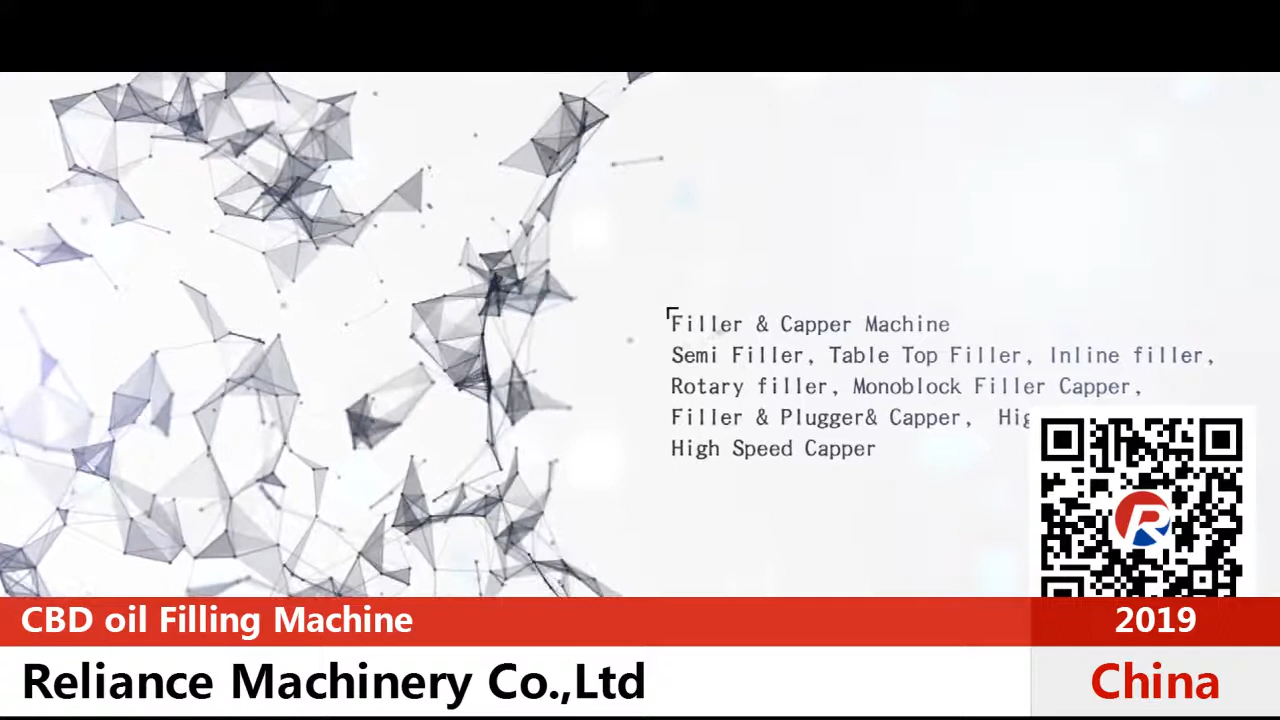 Filler & Capper Machine
Semi Filler, Table Top Filler, Inline filler,
Rotary filler, Monoblock Filler Capper,
Filler & Plugger& Capper,
High Speed Capper
CBD oil Filling Machine
2019
Reliance Machinery Co.,Ltd
China